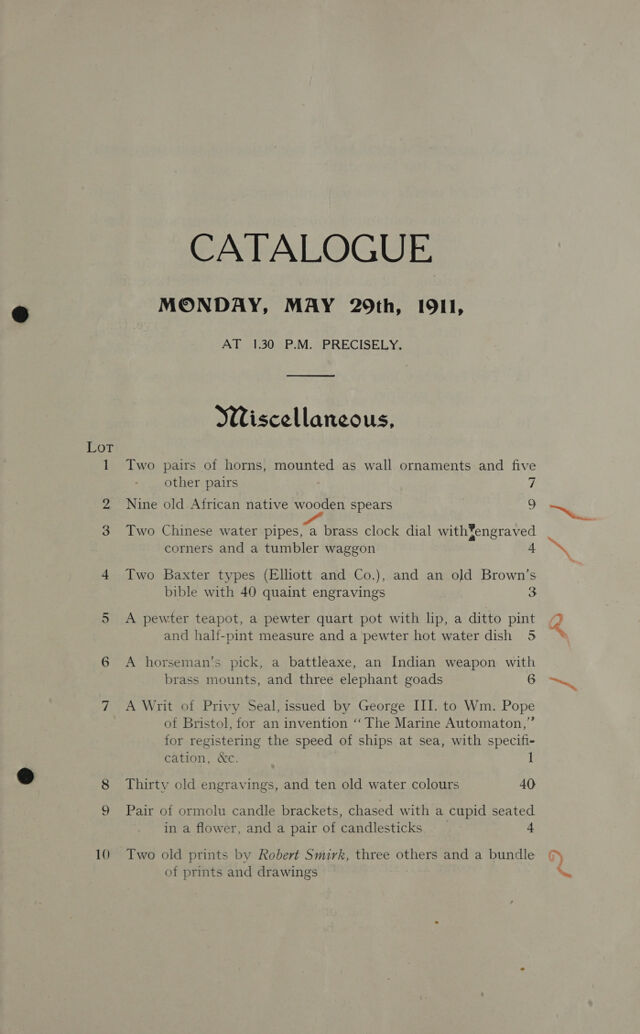 CATALOGUE
MONDAY, MAY 29th, 1911,
AT 1.30 P.M. PRECISELY.
Miscellaneous.
Lot
1 Two pairs of horns, mounted as wall ornaments and five
other pairs 7
2 Nine old African native wooden spears 9
3 Two Chinese water pipes, a brass clock dial with engraved
corners and a tumbler waggon 4
4 Two Baxter types (Elliott and Co.), and an old Brown's
bible with 40 quaint engravings 3
5 A pewter teapot, a pewter quart pot with lip, a ditto pint
and half-pint measure and a pewter hot water dish 5
6 A horseman's pick, a battleaxe, an Indian weapon with
brass mounts, and three elephant goads 6
7 A Writ of Privy Seal, issued by George III. to Wm. Pope
of Bristol, for an invention “The Marine Automaton,”
for registering the speed of ships at sea, with specifi-
cation, &c. 1
8 Thirty old engravings, and ten old water colours 40
9 Pair of ormolu candle brackets, chased with a cupid seated
in a flower, and a pair of candlesticks 4
10 Two old prints by Robert Smirk, three others and a bundle
of prints and drawings